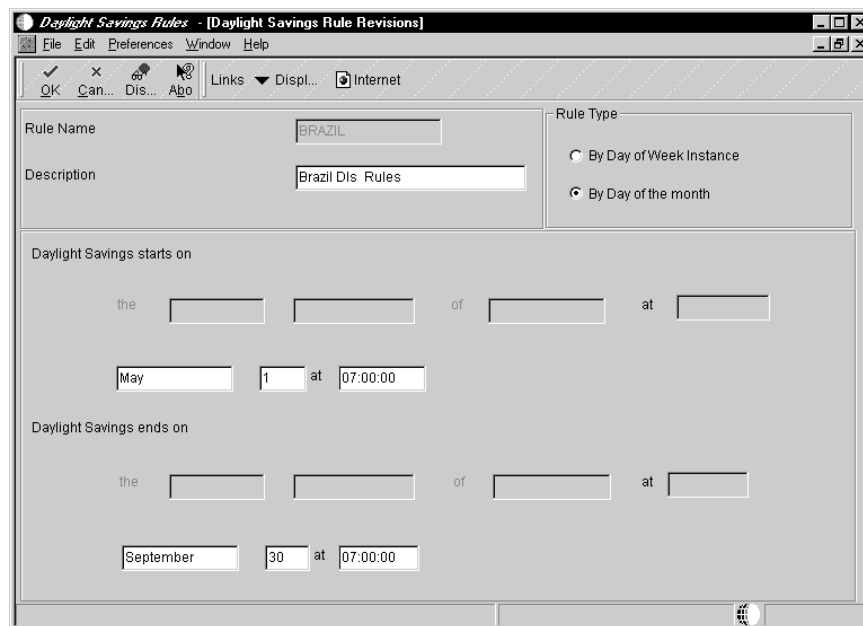 Daylight Savings Rules - [Daylight Savings Rule Revisions]
File Edit Preferences Window Help
OK Can... Dis... Abo Links Displ... Internet
Rule Name BRAZIL
Description Brazil Dls Rules
Rule Type
By Day of Week Instance
By Day of the month
Daylight Savings starts on
the of at
May 1 at 07:00:00
Daylight Savings ends on
the of at
September 30 at 07:00:00